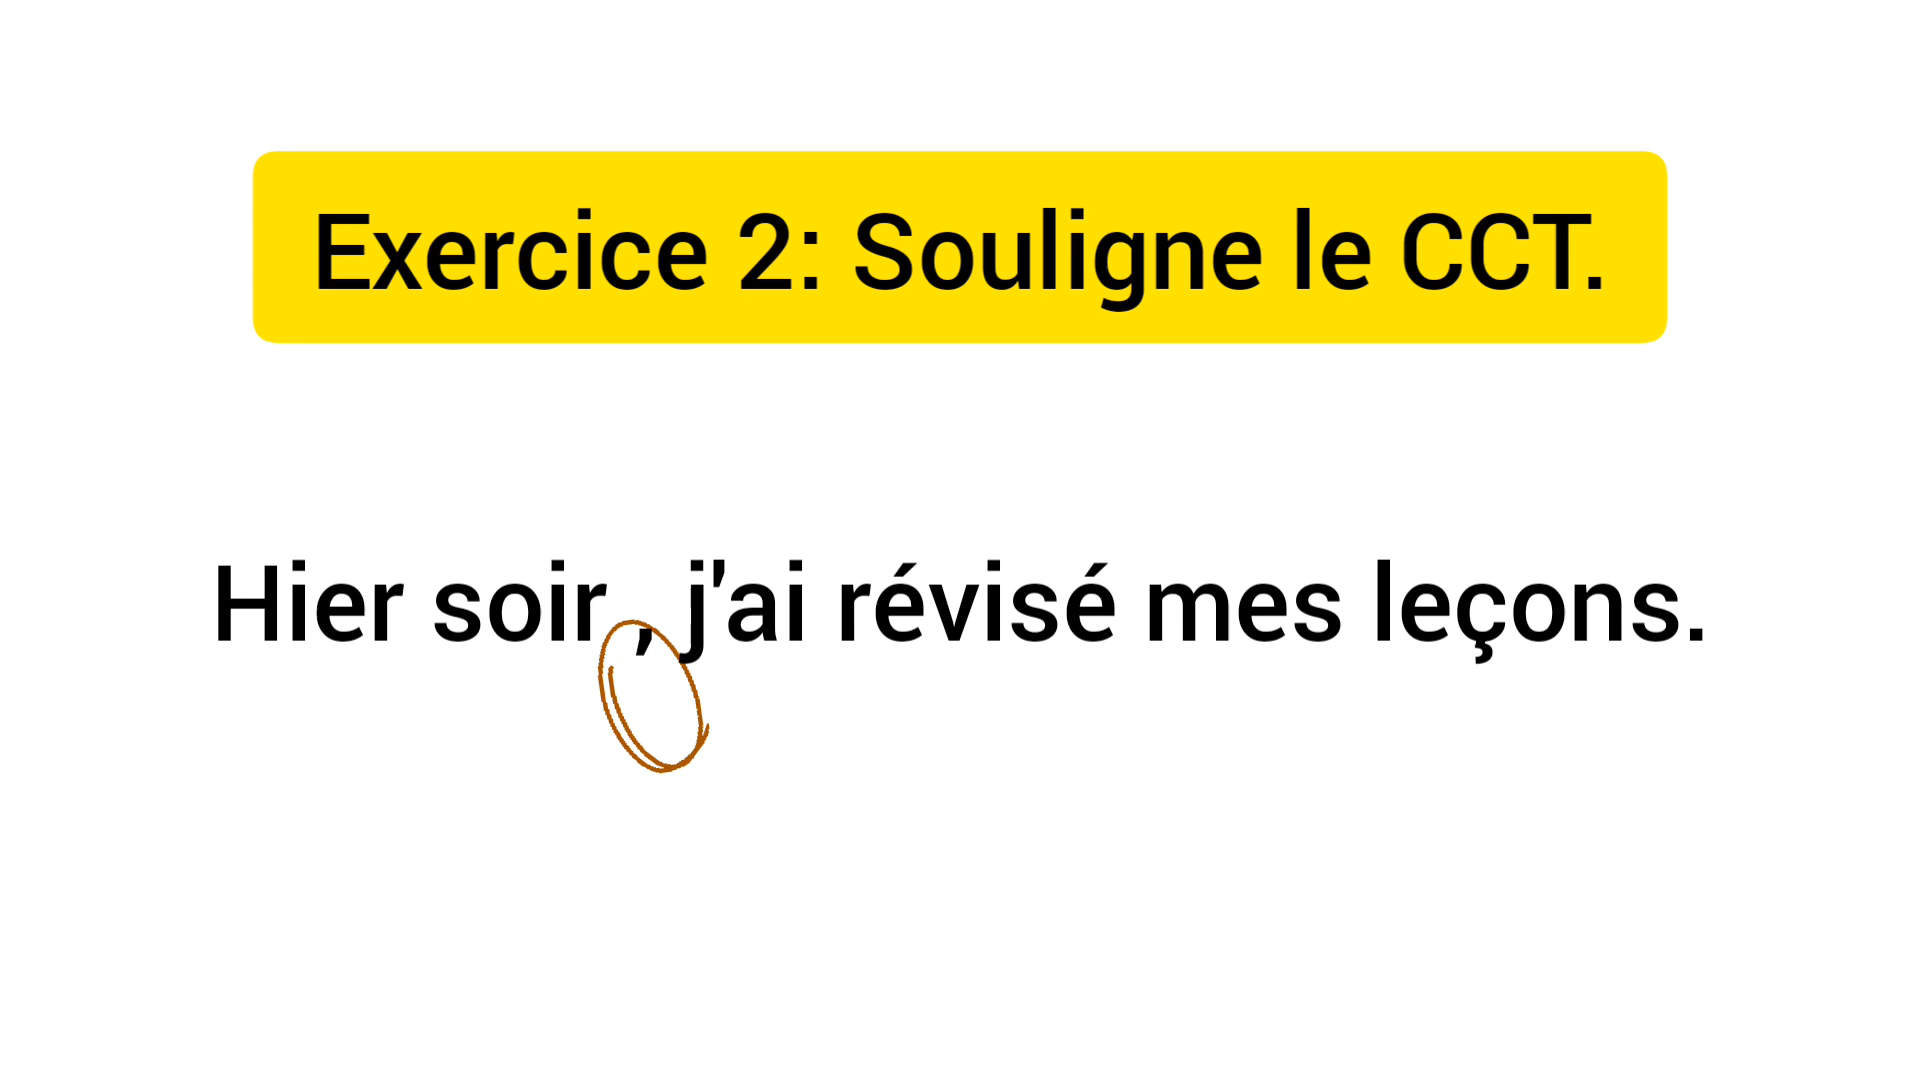 Exercice 2: Souligne le CCT.
Hier soir , j'ai révisé mes leçons.